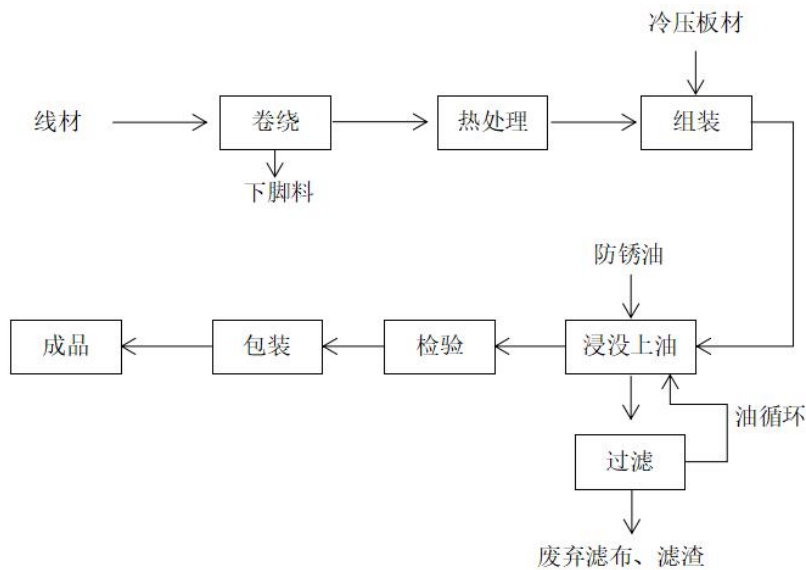 冷压板材
线材
卷绕
热处理
组装
下脚料
防锈油
成品
包装
检验
浸没上油
油循环
过滤
废弃滤布、滤渣